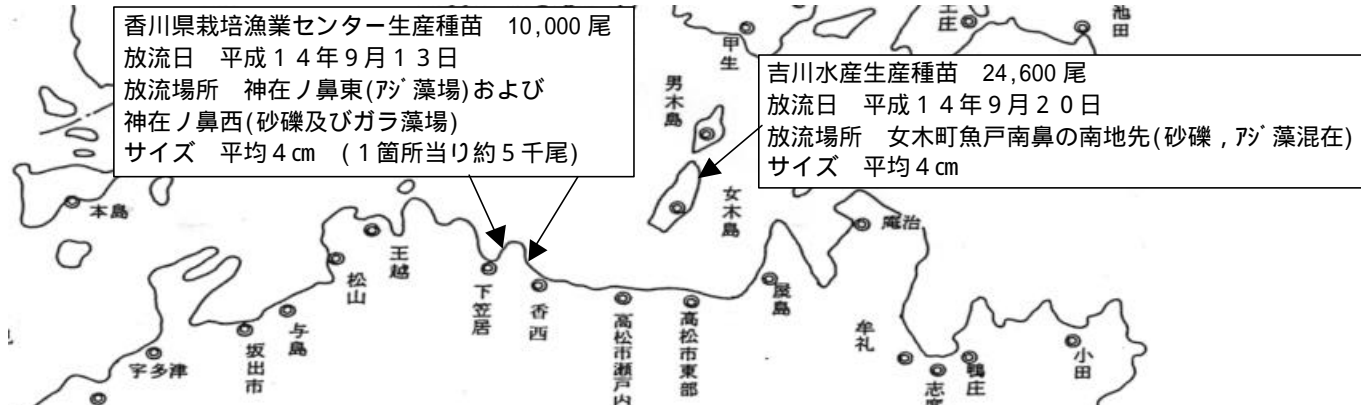 香川県栽培漁業センター生産種苗　10,000 尾
放流日　平成１４年９月１３日
放流場所　神在ノ鼻東(ｱｼﾞ藻場)および
神在ノ鼻西(砂礫及びガラ藻場)
サイズ　平均４㎝　(１箇所当り約５千尾)
吉川水産生産種苗　24,600 尾
放流日　平成１４年９月２０日
放流場所　女木町魚戸南鼻の南地先(砂礫，ｱｼﾞ藻混在)
サイズ　平均４㎝
池田
甲生
男木島
女木島
本島
庵治
王越
松山
下笠居
香西
屋島
高松市瀬戸内
高松市東部
与島
坂出市
宇多津
牟礼
鴨庄
小田